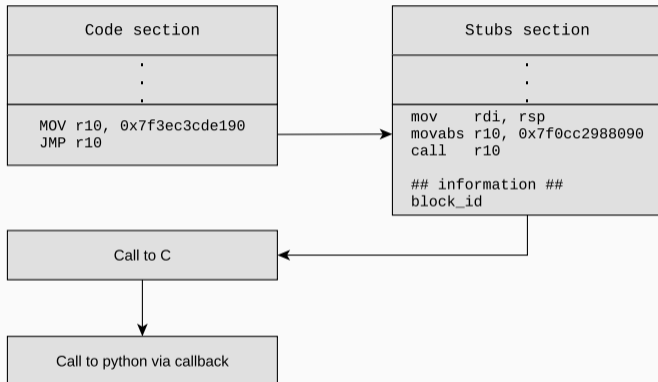 Code section
.
.
.
MOV r10, 0x7f3ec3cde190
JMP r10
Stubs section
.
.
.
mov rdi, rsp
movabs r10, 0x7f0cc2988090
call r10
## information ##
block_id
Call to C
Call to python via callback